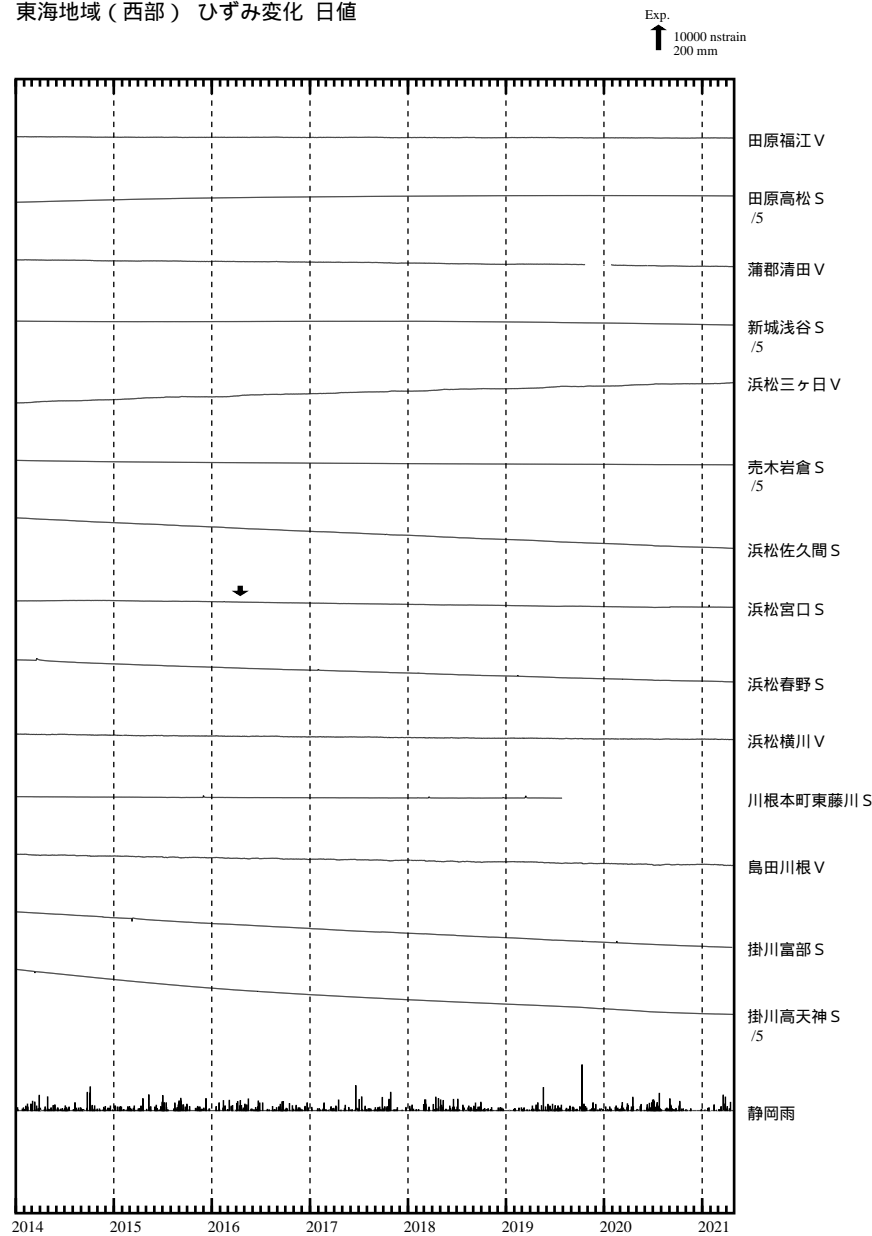 東海地域（西部） ひずみ変化 日値
Exp.
10000 nstrain
200 mm
田原福江Ｖ
田原高松Ｓ
/5
蒲郡清田Ｖ
新城浅谷Ｓ
/5
浜松三ヶ日Ｖ
売木岩倉Ｓ
/5
浜松佐久間Ｓ
浜松宮口Ｓ
浜松春野Ｓ
浜松横川Ｖ
川根本町東藤川Ｓ
島田川根Ｖ
掛川富部Ｓ
掛川高天神Ｓ
/5
静岡雨
2014 2015 2016 2017 2018 2019 2020 2021